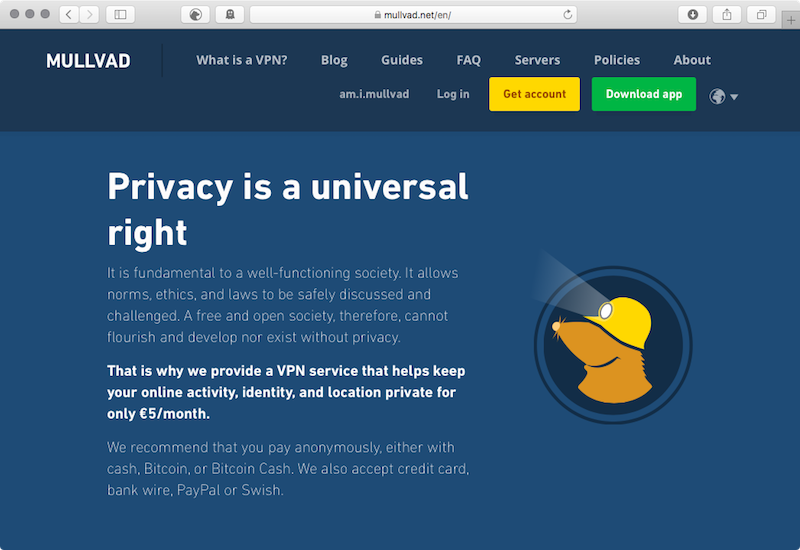 mullvad.net/en/
MULLVAD
What is a VPN? Blog Guides FAQ Servers Policies About
am.i.mullvad Log in Get account Download app
Privacy is a universal
right
It is fundamental to a well-functioning society. It allows
norms, ethics, and laws to be safely discussed and
challenged. A free and open society, therefore, cannot
flourish and develop nor exist without privacy.
That is why we provide a VPN service that helps keep
your online activity, identity, and location private for
only €5/month.
We recommend that you pay anonymously, either with
cash, Bitcoin, or Bitcoin Cash. We also accept credit card,
bank wire, PayPal or Swish.